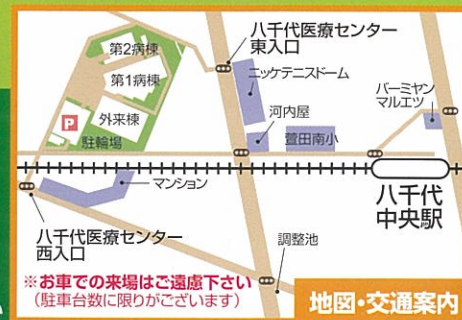 第2病棟
第1病棟
外来棟
P
駐輪場
八千代医療センター
東入口
ニッケテニスドーム
河内屋
萱田南小
バーミヤン
マルエツ
マンション
八千代
中央駅
八千代医療センター
西入口
調整池
※お車での来場はご遠慮下さい
（駐車台数に限りがございます）
地図・交通案内